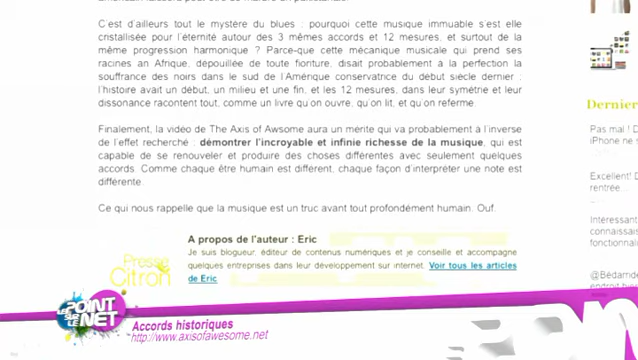 C'est d'ailleurs tout le mystère du blues : pourquoi cette musique immuable s'est elle
cristallisée pour l'éternité autour des 3 mêmes accords et 12 mesures, et surtout de la
même progression harmonique ? Parce-que cette mécanique musicale qui prend ses
racines an Afrique, dépouillée de toute fioriture, disait probablement à la perfection la
souffrance des noirs dans le sud de l'Amérique conservatrice du début siecle dernier :
l'histoire avait un début, un milieu et une fin, et les 12 mesures, dans leur symétrie et leur
dissonance racontent tout, comme un livre qu'on ouvre, qu'on lit, et qu'on referme.
Finalement, la vidéo de The Axis of Awsome aura un mérite qui va probablement à l'inverse
de l'effet recherché : démontrer l'incroyable et infinie richesse de la musique, qui est
capable de se renouveler et produire des choses différentes avec seulement quelques
accords. Comme chaque être humain est différent, chaque façon d'interpréter une note est
différente.
Ce qui nous rappelle que la musique est un truc avant tout profondément humain. Ouf.
A propos de l'auteur : Eric
Je suis blogueur, éditeur de contenus numériques et je conseille et accompagne
quelques entreprises dans leur développement sur internet. Voir tous les articles
de Eric
Presse
Citron
Dernier
Pas mal ! D
iPhone ne s
Excellent! D
rentrée...
Intéressant
connaissais
fonctionnal
@Bédarride
endroit bie
LE POINT
SUR
LE NET
Accords historiques
http://www.axisofawesome.net